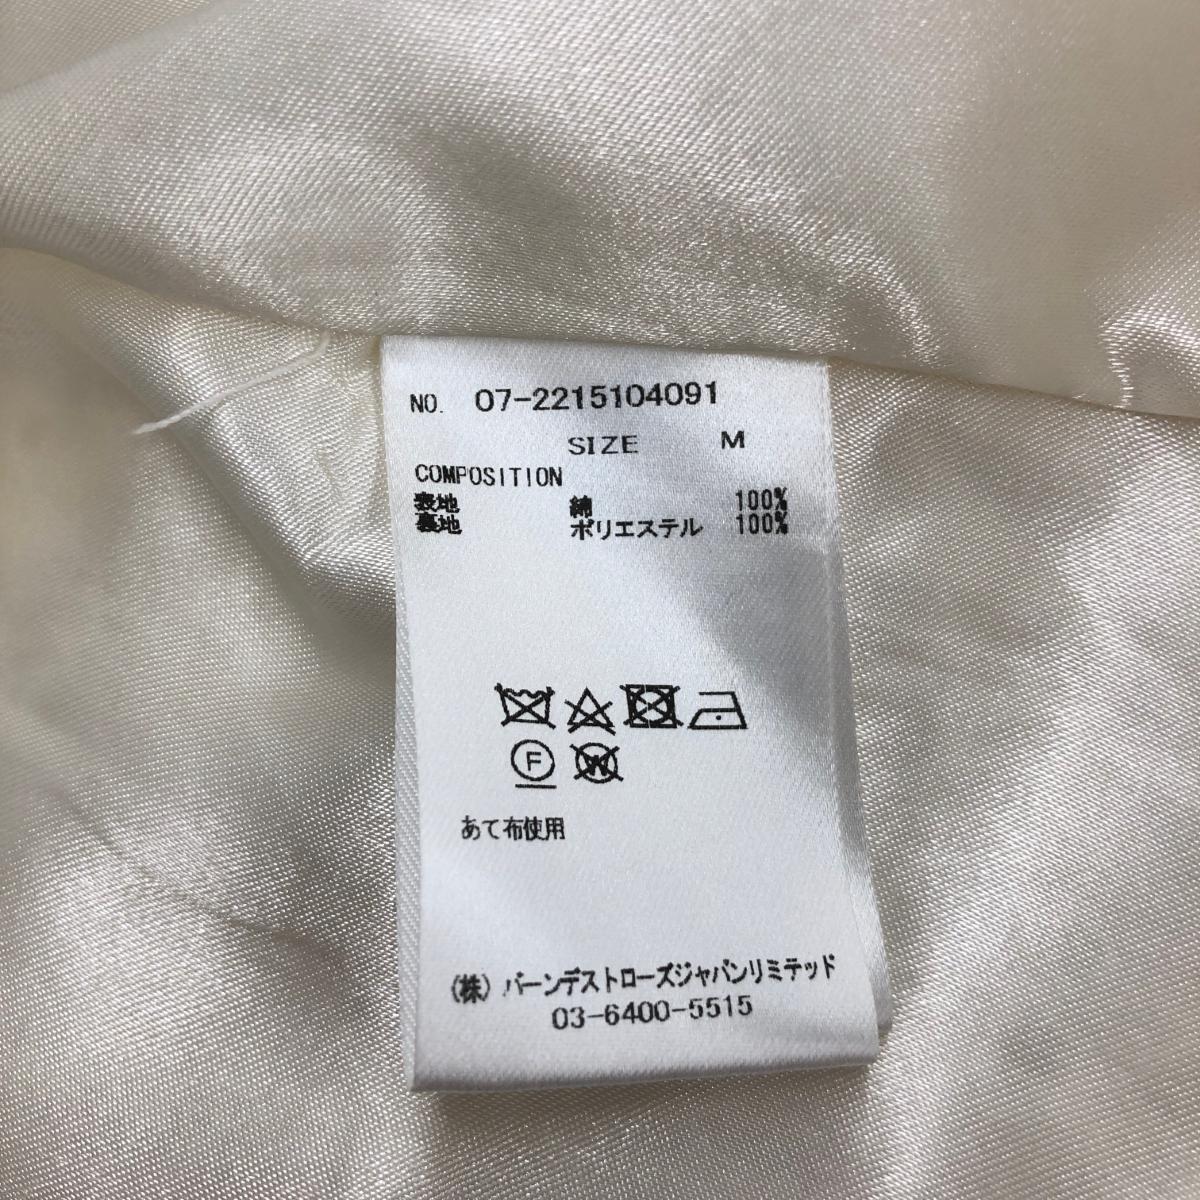 NO. 07-2215104091
SIZE M
COMPOSITION
表地 綿 100%
裏地 ポリエステル 100%
F
W
あて布使用
(株) バーンデストローズジャパンリミテッド
03-6400-5515